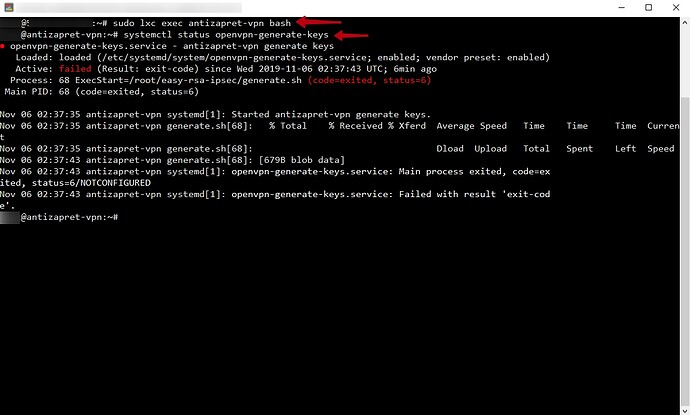 @ :~# sudo lxc exec antizapret-vpn bash
@antizapret-vpn:~# systemctl status openvpn-generate-keys
● openvpn-generate-keys.service - antizapret-vpn generate keys
Loaded: loaded (/etc/systemd/system/openvpn-generate-keys.service; enabled; vendor preset: enabled)
Active: failed (Result: exit-code) since Wed 2019-11-06 02:37:43 UTC; 6min ago
Process: 68 ExecStart=/root/easy-rsa-ipsec/generate.sh (code=exited, status=6)
Main PID: 68 (code=exited, status=6)
Nov 06 02:37:35 antizapret-vpn systemd[1]: Started antizapret-vpn generate keys.
Nov 06 02:37:35 antizapret-vpn generate.sh[68]:   % Total    % Received % Xferd  Average Speed   Time    Time     Time  Curren
t
Nov 06 02:37:35 antizapret-vpn generate.sh[68]:                                  Dload  Upload   Total   Spent    Left  Speed
Nov 06 02:37:43 antizapret-vpn generate.sh[68]: [679B blob data]
Nov 06 02:37:43 antizapret-vpn systemd[1]: openvpn-generate-keys.service: Main process exited, code=ex
ited, status=6/NOTCONFIGURED
Nov 06 02:37:43 antizapret-vpn systemd[1]: openvpn-generate-keys.service: Failed with result 'exit-cod
e'.
@antizapret-vpn:~#